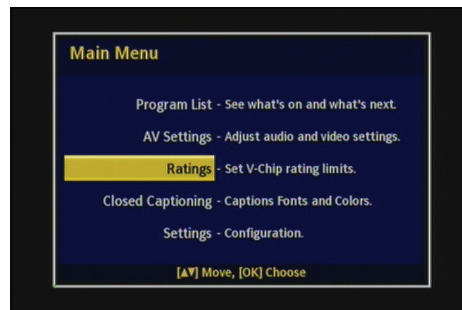 Main Menu
Program List - See what's on and what's next.
AV Settings - Adjust audio and video settings.
Ratings - Set V-Chip rating limits.
Closed Captioning - Captions Fonts and Colors.
Settings - Configuration.
[▲▼] Move, [OK] Choose